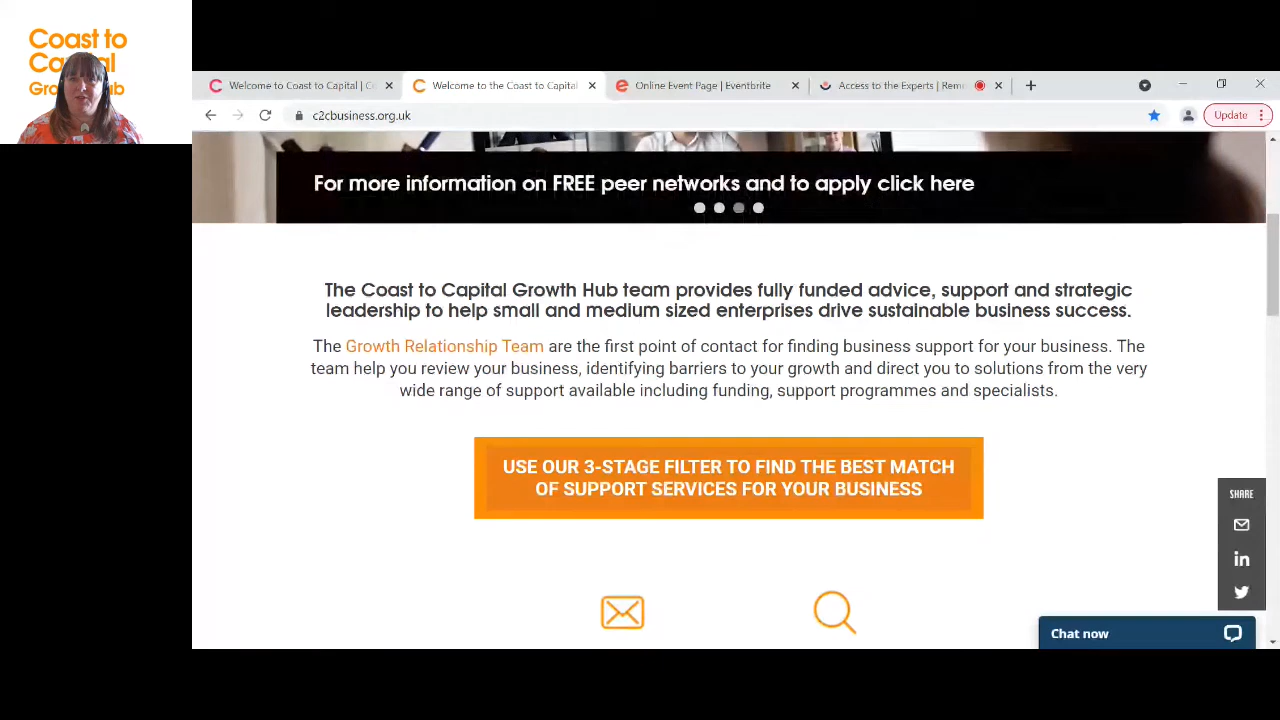 Coast to
Capital
Growth Hub
Welcome to Coast to Capital | C
Welcome to the Coast to Capital
Online Event Page | Eventbrite
Access to the Experts | Rem
c2cbusiness.org.uk
Update
For more information on FREE peer networks and to apply click here
The Coast to Capital Growth Hub team provides fully funded advice, support and strategic
leadership to help small and medium sized enterprises drive sustainable business success.
The Growth Relationship Team are the first point of contact for finding business support for your business. The
team help you review your business, identifying barriers to your growth and direct you to solutions from the very
wide range of support available including funding, support programmes and specialists.
USE OUR 3-STAGE FILTER TO FIND THE BEST MATCH
OF SUPPORT SERVICES FOR YOUR BUSINESS
SHARE
in
Chat now